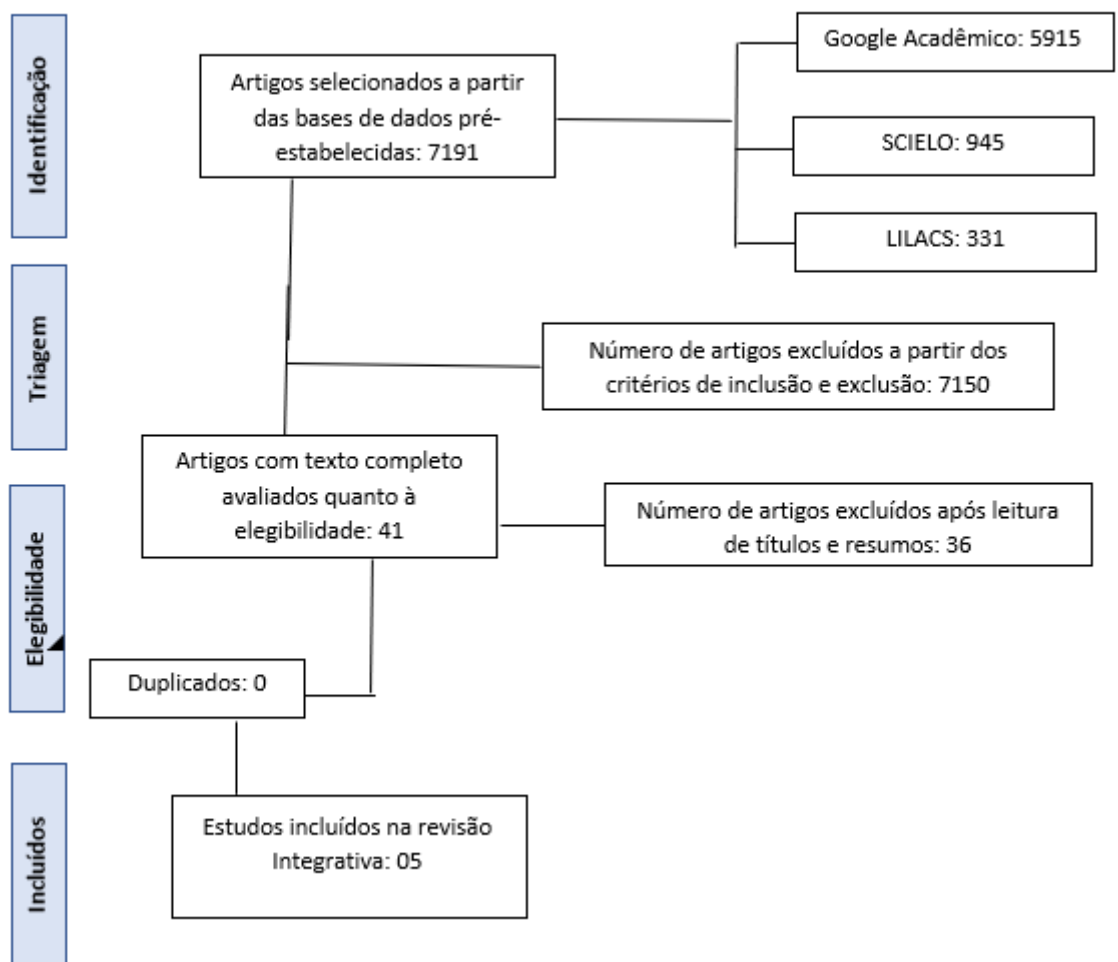 Identificação
Artigos selecionados a partir
das bases de dados pré-
estabelecidas: 7191
Google Acadêmico: 5915
SCIELO: 945
LILACS: 331
Triagem
Número de artigos excluídos a partir dos
critérios de inclusão e exclusão: 7150
Elegibilidade
Artigos com texto completo
avaliados quanto à
elegibilidade: 41
Número de artigos excluídos após leitura
de títulos e resumos: 36
Duplicados: 0
Incluídos
Estudos incluídos na revisão
Integrativa: 05